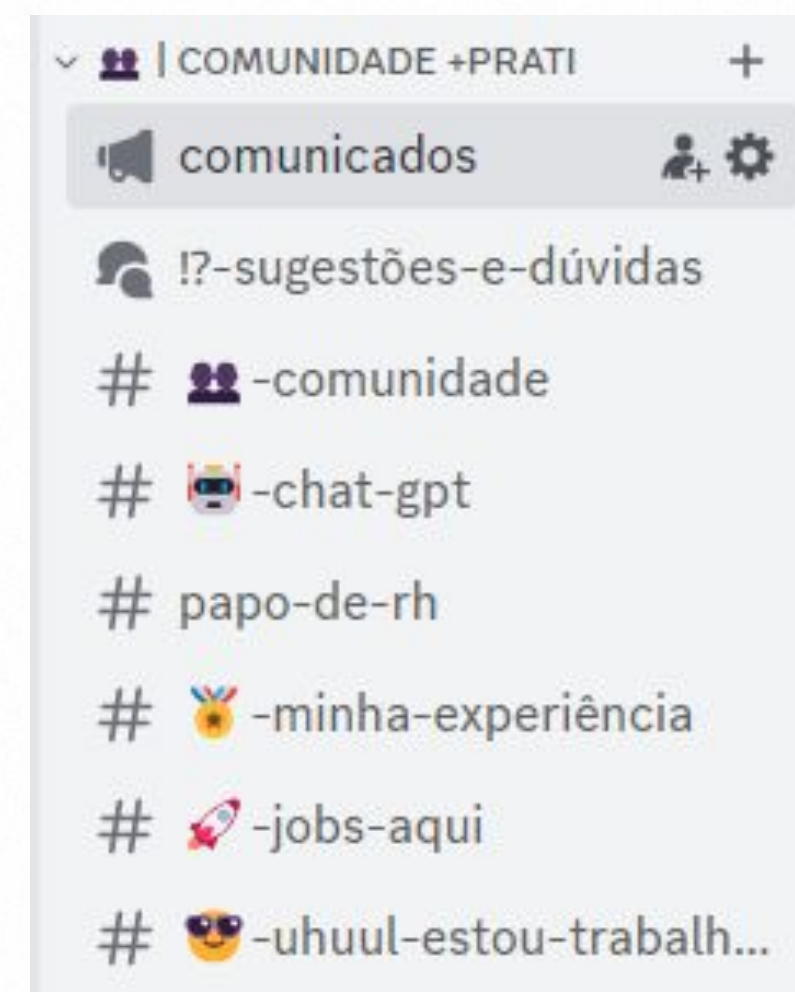 👥 | COMUNIDADE +PRATI
comunicados
!?-sugestões-e-dúvidas
# 👥-comunidade
# 🤖-chat-gpt
# papo-de-rh
# 🏅-minha-experiência
# 🚀-jobs-aqui
# 😎-uhuul-estou-trabalh...